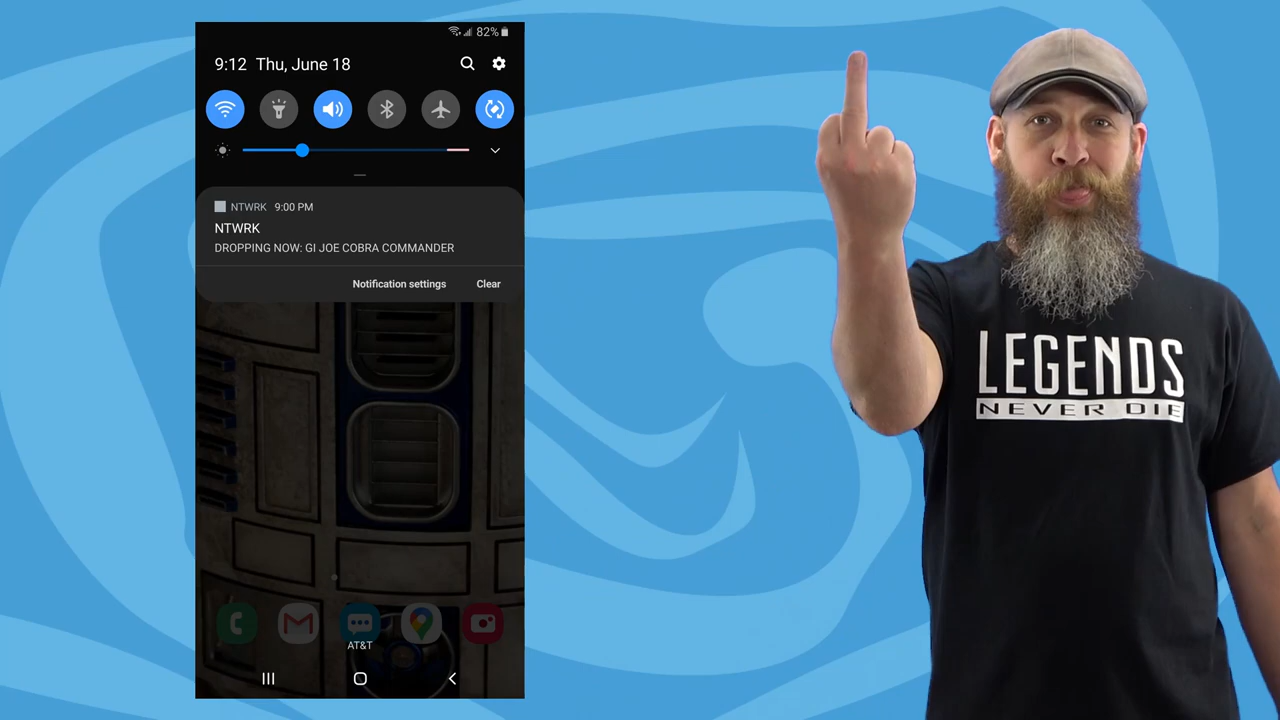 82%
9:12 Thu, June 18
NTWRK 9:00 PM
NTWRK
DROPPING NOW: GI JOE COBRA COMMANDER
Notification settings Clear
AT&T
LEGENDS
NEVER DIE